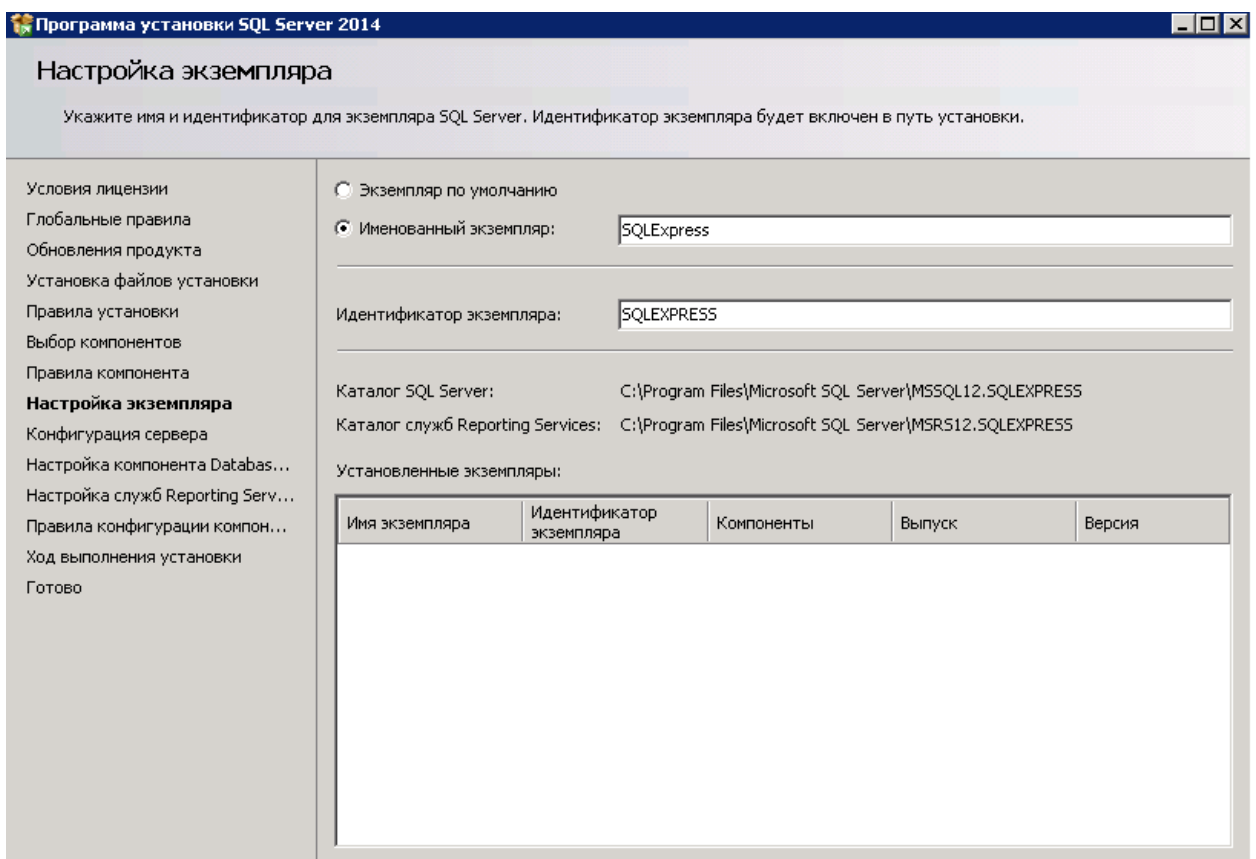 Программа установки SQL Server 2014
Настройка экземпляра
Укажите имя и идентификатор для экземпляра SQL Server. Идентификатор экземпляра будет включен в путь установки.
Условия лицензии
Глобальные правила
Обновления продукта
Установка файлов установки
Правила установки
Выбор компонентов
Правила компонента
Настройка экземпляра
Конфигурация сервера
Настройка компонента Databas...
Настройка служб Reporting Serv...
Правила конфигурации компон...
Ход выполнения установки
Готово
Экземпляр по умолчанию
Именованный экземпляр: SQLExpress
Идентификатор экземпляра: SQLEXPRESS
Каталог SQL Server: C:\Program Files\Microsoft SQL Server\MSSQL12.SQLEXPRESS
Каталог служб Reporting Services: C:\Program Files\Microsoft SQL Server\MSRS12.SQLEXPRESS
Установленные экземпляры:
Имя экземпляра Идентификатор экземпляра Компоненты Выпуск Версия